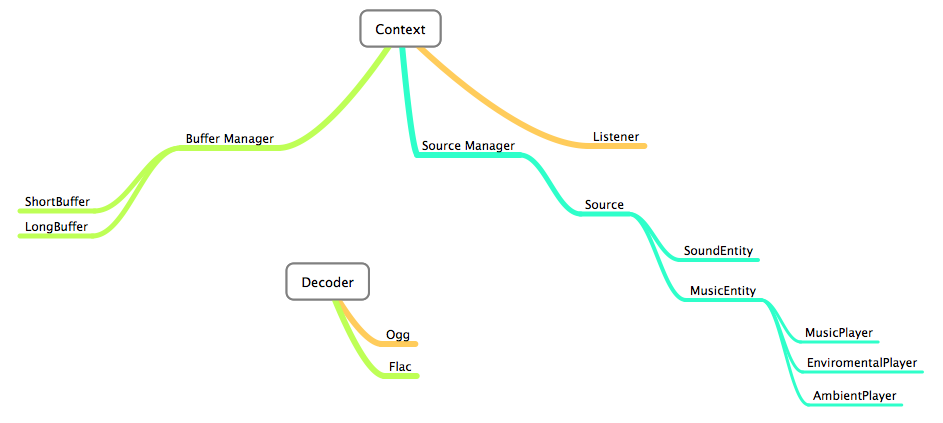 Context
Buffer Manager
Source Manager
Listener
ShortBuffer
LongBuffer
Source
SoundEntity
MusicEntity
Decoder
Ogg
Flac
MusicPlayer
EnviromentalPlayer
AmbientPlayer